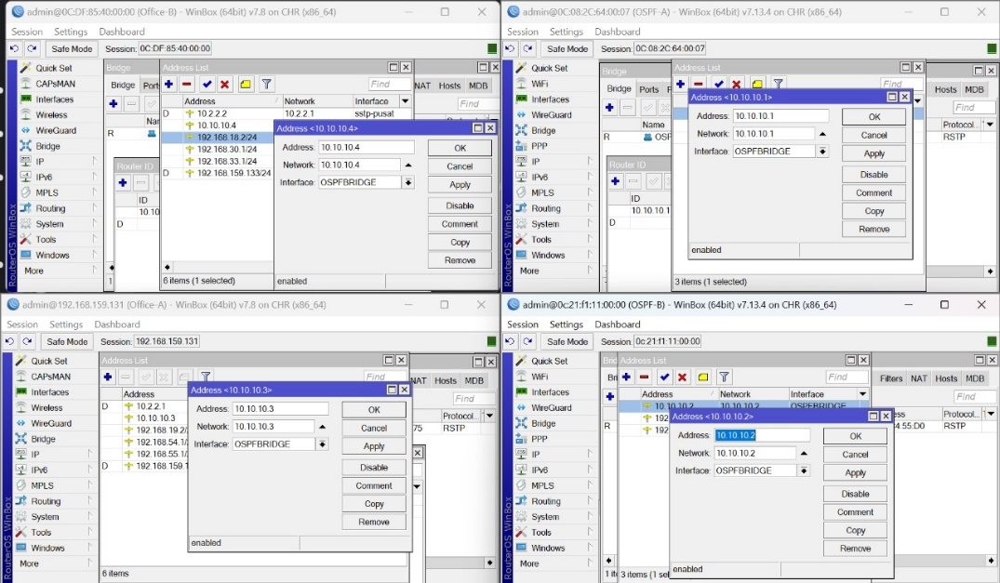 admin@0C:DF:85:40:00:00 (Office-B) - WinBox (64bit) v7.8 on CHR (x86_64)
Session Settings Dashboard
Safe Mode Session: 0C:DF:85:40:00:00
Quick Set
CAPsMAN
Interfaces
Wireless
WireGuard
Bridge
IP
IPv6
MPLS
Routing
System
Tools
Windows
More
RouterOS WinBox
Bridge
Bridge Ports
NAT Hosts MDB
Find
R
Router ID
ID
10.10
D
1
Address List
Find
Address Network Interface
D 10.2.2.2 10.2.2.1 sstp-pusat
10.10.10.4
192.168.18.2/24
192.168.30.1/24
192.168.33.1/24
D 192.168.159.133/24
6 items (1 selected)
Address <10.10.10.4>
Address: 10.10.10.4
Network: 10.10.10.4
Interface: OSPFBRIDGE
OK
Cancel
Apply
Disable
Comment
Copy
Remove
enabled
admin@0C:08:2C:64:00:07 (OSPF-A) - WinBox (64bit) v7.13.4 on CHR (x86_64)
Session Settings Dashboard
Safe Mode Session: 0C:08:2C:64:00:07
Quick Set
WiFi
Interfaces
WireGuard
Bridge
PPP
IP
IPv6
MPLS
Routing
System
Tools
Windows
More
RouterOS WinBox
Bridge
Bridge Ports
Hosts MDB
Find
Name
Protocol...
R OSF
RSTP
Router ID
ID
10.10.10.1
D
Address List
Find
3 items (1 selected)
Address <10.10.10.1>
Address: 10.10.10.1
Network: 10.10.10.1
Interface: OSPFBRIDGE
OK
Cancel
Apply
Disable
Comment
Copy
Remove
enabled
admin@192.168.159.131 (Office-A) - WinBox (64bit) v7.8 on CHR (x86_64)
Session Settings Dashboard
Safe Mode Session: 192.168.159.131
Quick Set
CAPsMAN
Interfaces
Wireless
WireGuard
Bridge
IP
IPv6
MPLS
Routing
System
Tools
Windows
More
RouterOS WinBox
Address List
Find
Address
D 10.2.2.1
10.10.10.3
192.168.19.2/
192.168.54.1/
192.168.55.1/
D 192.168.159.1
6 items
NAT Hosts MDB
Find
Protocol...
75 RSTP
Address <10.10.10.3>
Address: 10.10.10.3
Network: 10.10.10.3
Interface: OSPFBRIDGE
OK
Cancel
Apply
Disable
Comment
Copy
Remove
enabled
admin@0c:21:f1:11:00:00 (OSPF-B) - WinBox (64bit) v7.13.4 on CHR (x86_64)
Session Settings Dashboard
Safe Mode Session: 0c:21:f1:11:00:00
Quick Set
WiFi
Interfaces
WireGuard
Bridge
PPP
IP
IPv6
MPLS
Routing
System
Tools
Windows
More
RouterOS WinBox
Address List
Find
Address Network Interface
10.10.10.2 10.10.10.2 OSPFBRIDGE
192
192
3 items (1 sel
Filters NAT Hosts MDB
Find
Protocol...
R
55:D0 RSTP
Address <10.10.10.2>
Address: 10.10.10.2
Network: 10.10.10.2
Interface: OSPFBRIDGE
OK
Cancel
Apply
Disable
Comment
Copy
Remove
enabled